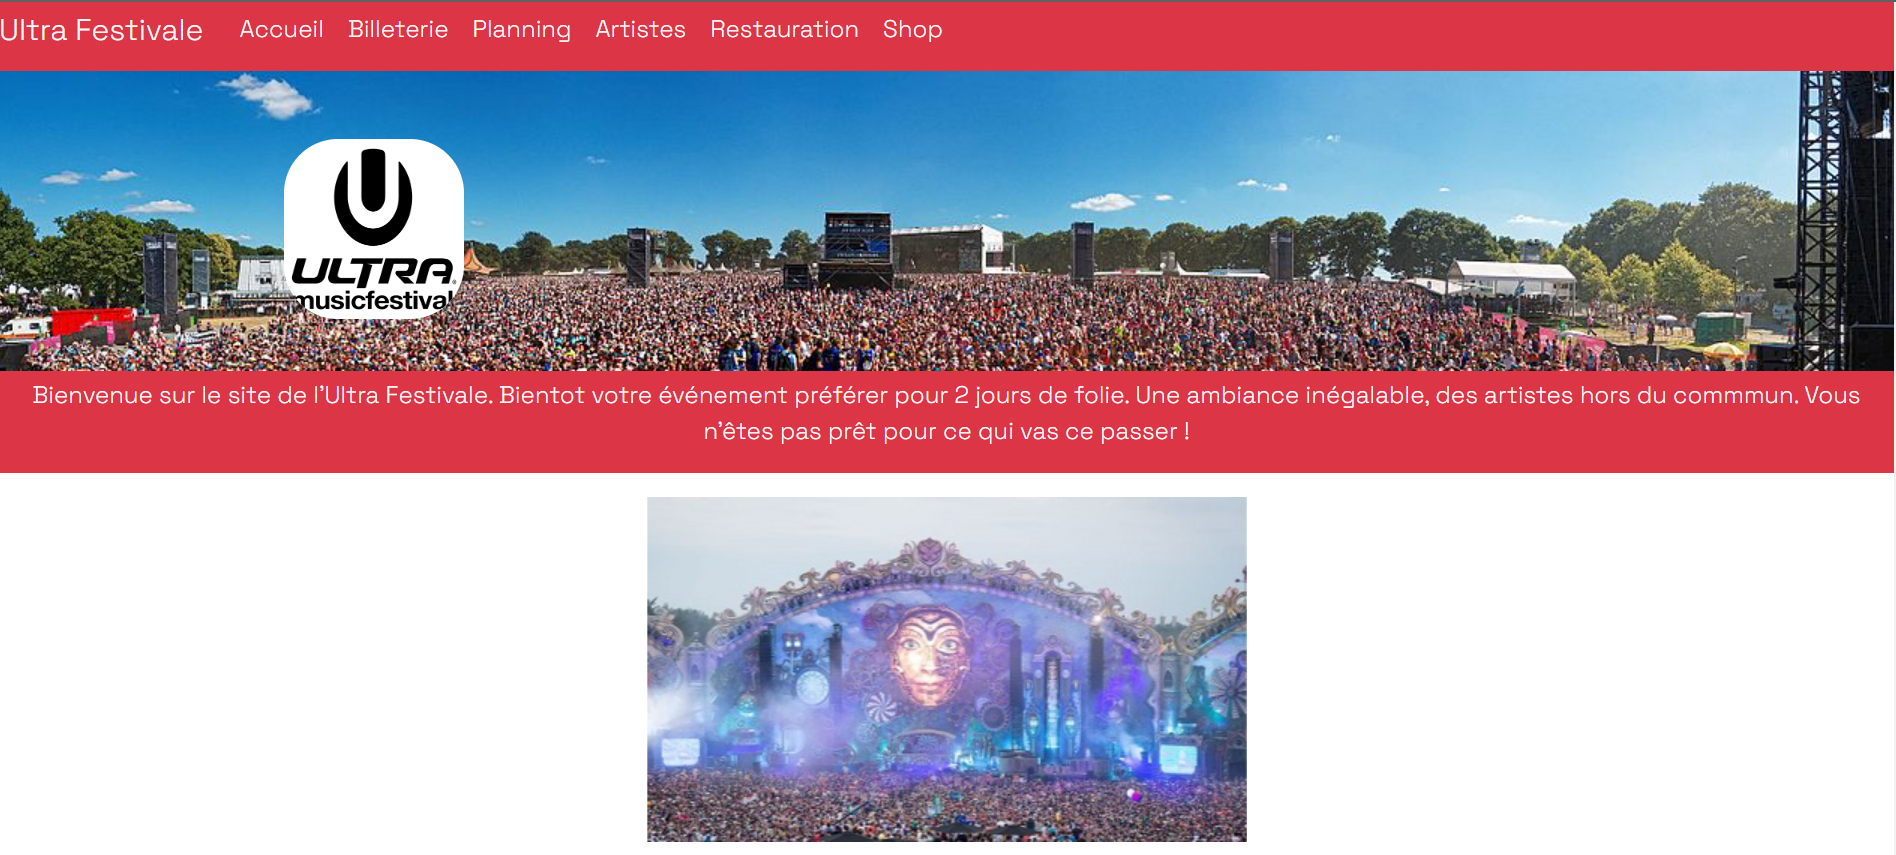 Ultra Festivale Accueil Billeterie Planning Artistes Restauration Shop
ULTRA
musicfestival
Bienvenue sur le site de l'Ultra Festivale. Bientot votre événement préférer pour 2 jours de folie. Une ambiance inégalable, des artistes hors du commmun. Vous
n'êtes pas prêt pour ce qui vas ce passer !